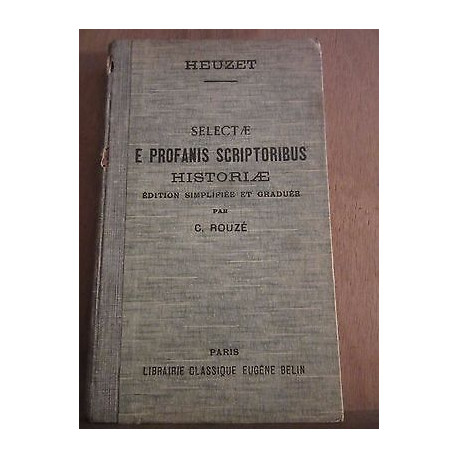 HEUZET
SELECTÆ
E PROFANIS SCRIPTORIBUS
HISTORIÆ
ÉDITION SIMPLIFIÉE ET GRADUÉE
PAR
C. ROUZÉ
PARIS
LIBRAIRIE CLASSIQUE EUGÈNE BELIN